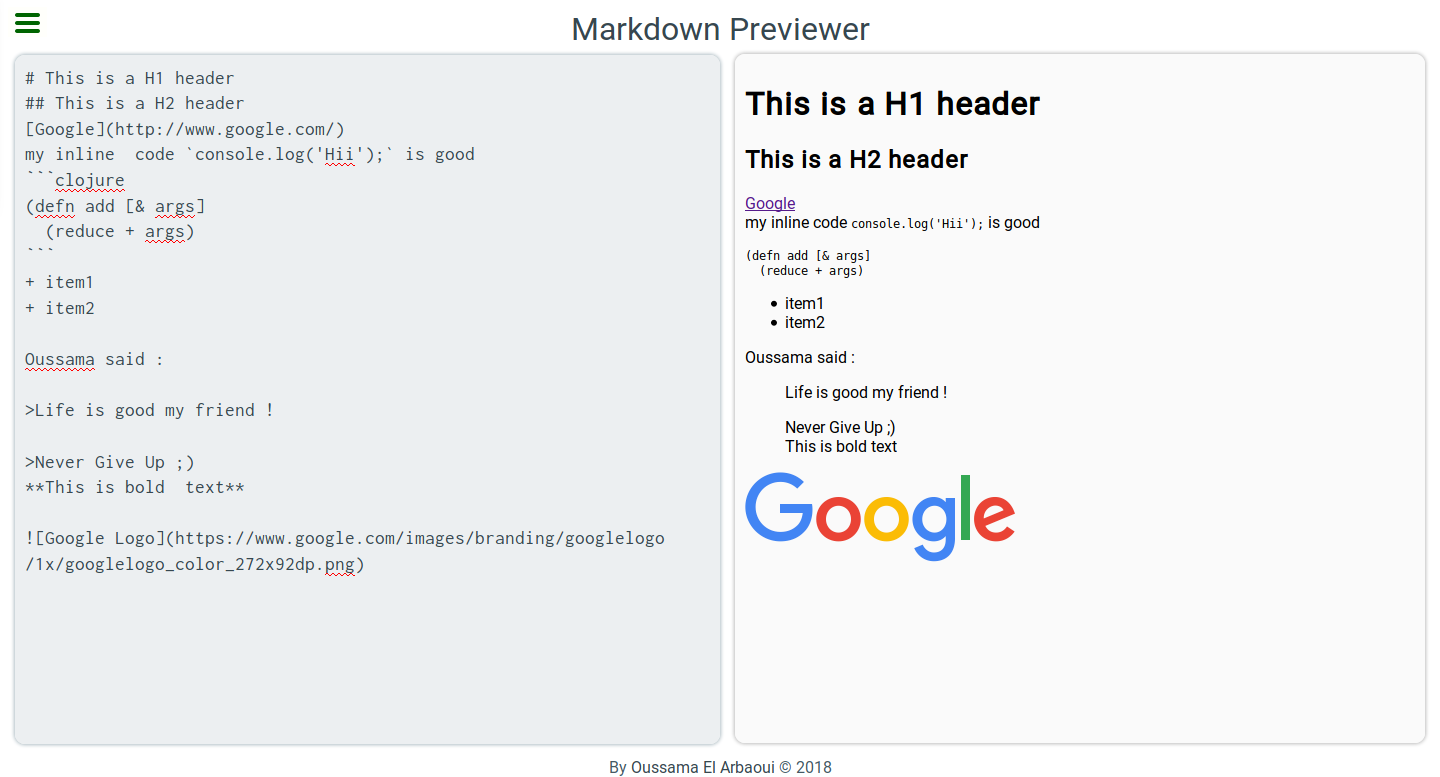 Markdown Previewer
# This is a H1 header
## This is a H2 header
[Google](http://www.google.com/)
my inline  code `console.log('Hii');` is good
```clojure
(defn add [& args]
  (reduce + args)
```
+ item1
+ item2
Oussama said :
>Life is good my friend !
>Never Give Up ;)
**This is bold  text**
![Google Logo](https://www.google.com/images/branding/googlelogo
/1x/googlelogo_color_272x92dp.png)
This is a H1 header
This is a H2 header
Google
my inline code console.log('Hii'); is good
(defn add [& args]
  (reduce + args)
• item1
• item2
Oussama said :
Life is good my friend !
Never Give Up ;)
This is bold text
Google
By Oussama El Arbaoui © 2018